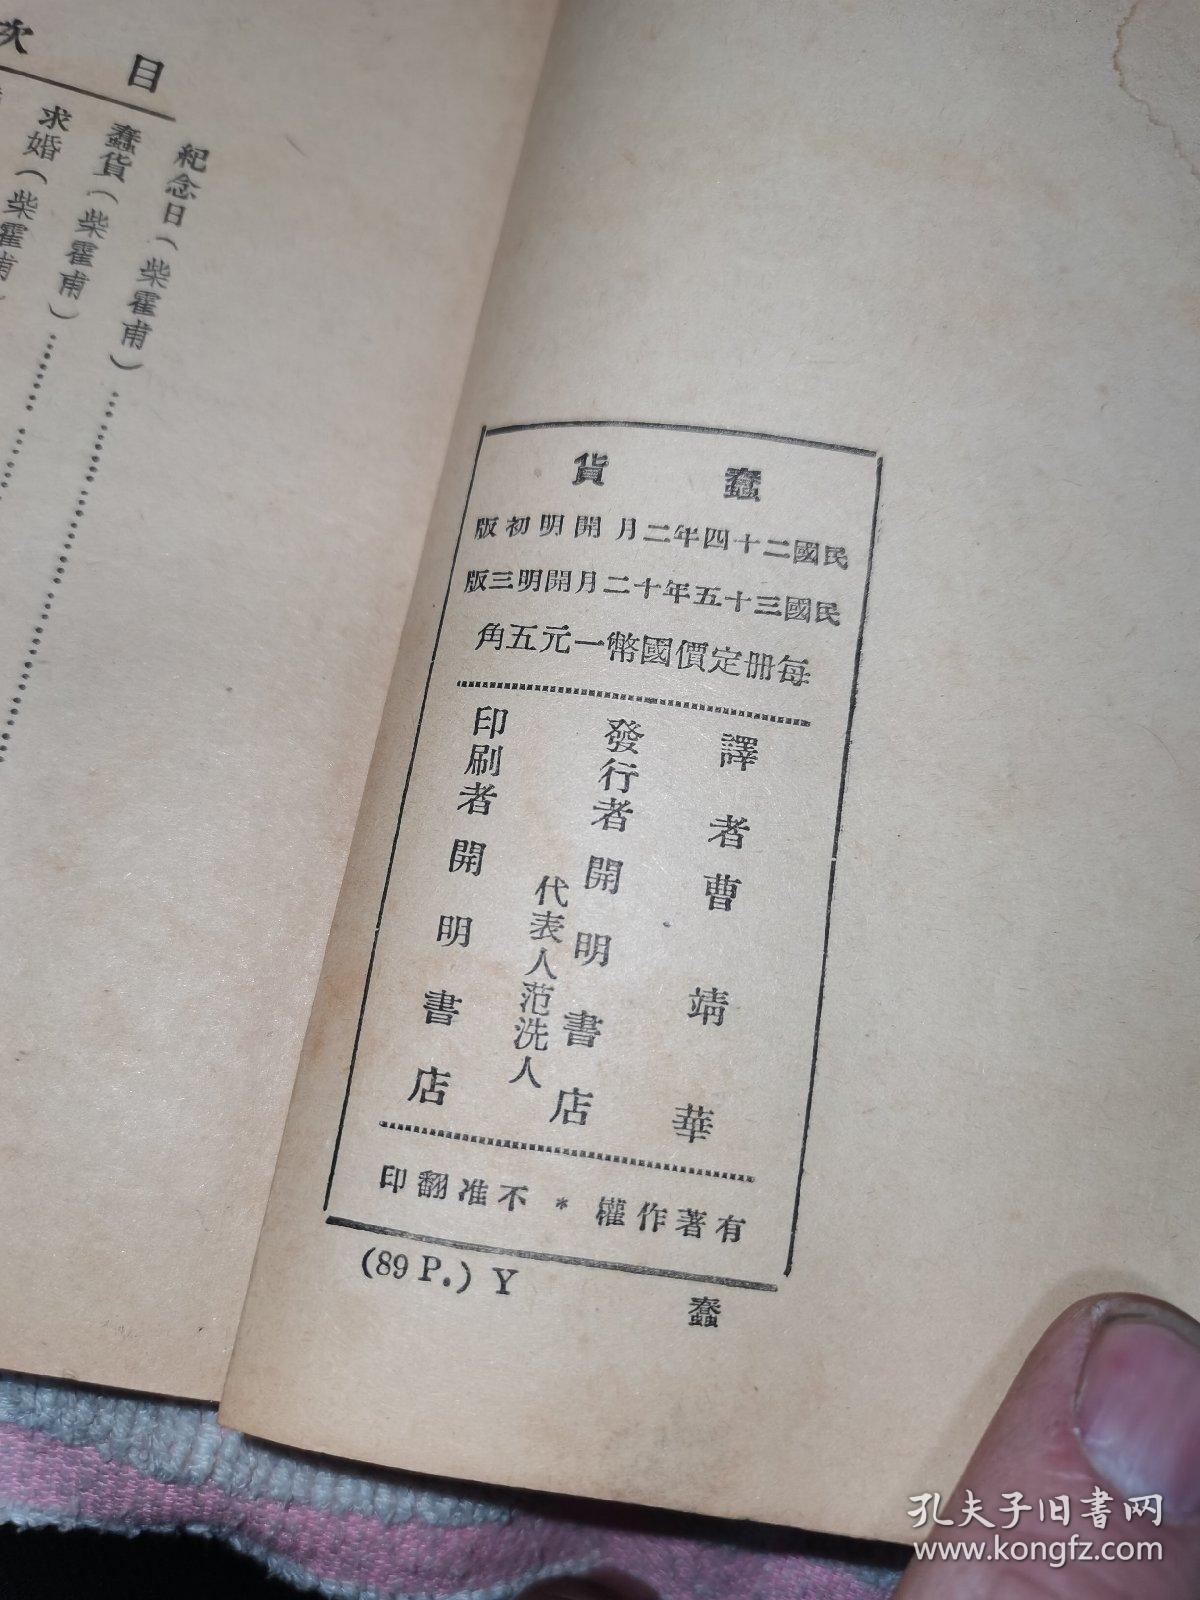 目次
紀念日(柴霍甫)
蠢貨(柴霍甫)
求婚(柴霍甫)
蠢貨
民國二十四年二月開明初版
民國三十五年十二月開明三版
每冊定價國幣一元五角
譯者曹靖華
發行者開明書店
代表人范洗人
印刷者開明書店
有著作權*不准翻印
(89 P.) Y
蠢
孔夫子旧书网
www.kongfz.com